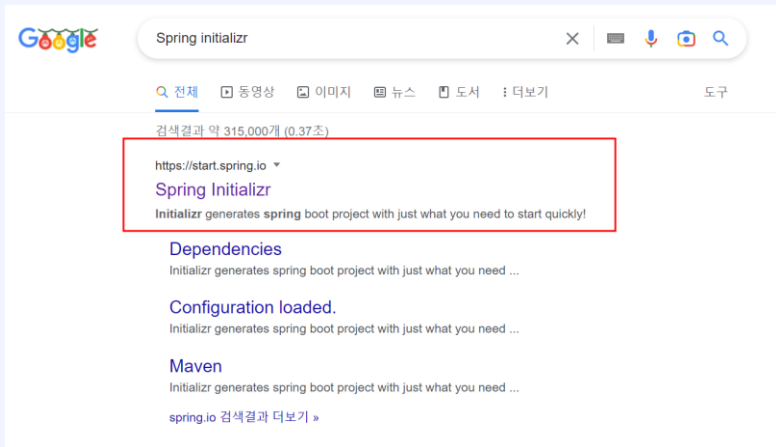 Google
Spring initializr
전체 동영상 이미지 뉴스 도서 더보기 도구
검색결과 약 315,000개 (0.37초)
https://start.spring.io
Spring Initializr
Initializr generates spring boot project with just what you need to start quickly!
Dependencies
Initializr generates spring boot project with just what you need ...
Configuration loaded.
Initializr generates spring boot project with just what you need ...
Maven
Initializr generates spring boot project with just what you need ...
spring.io 검색결과 더보기 »